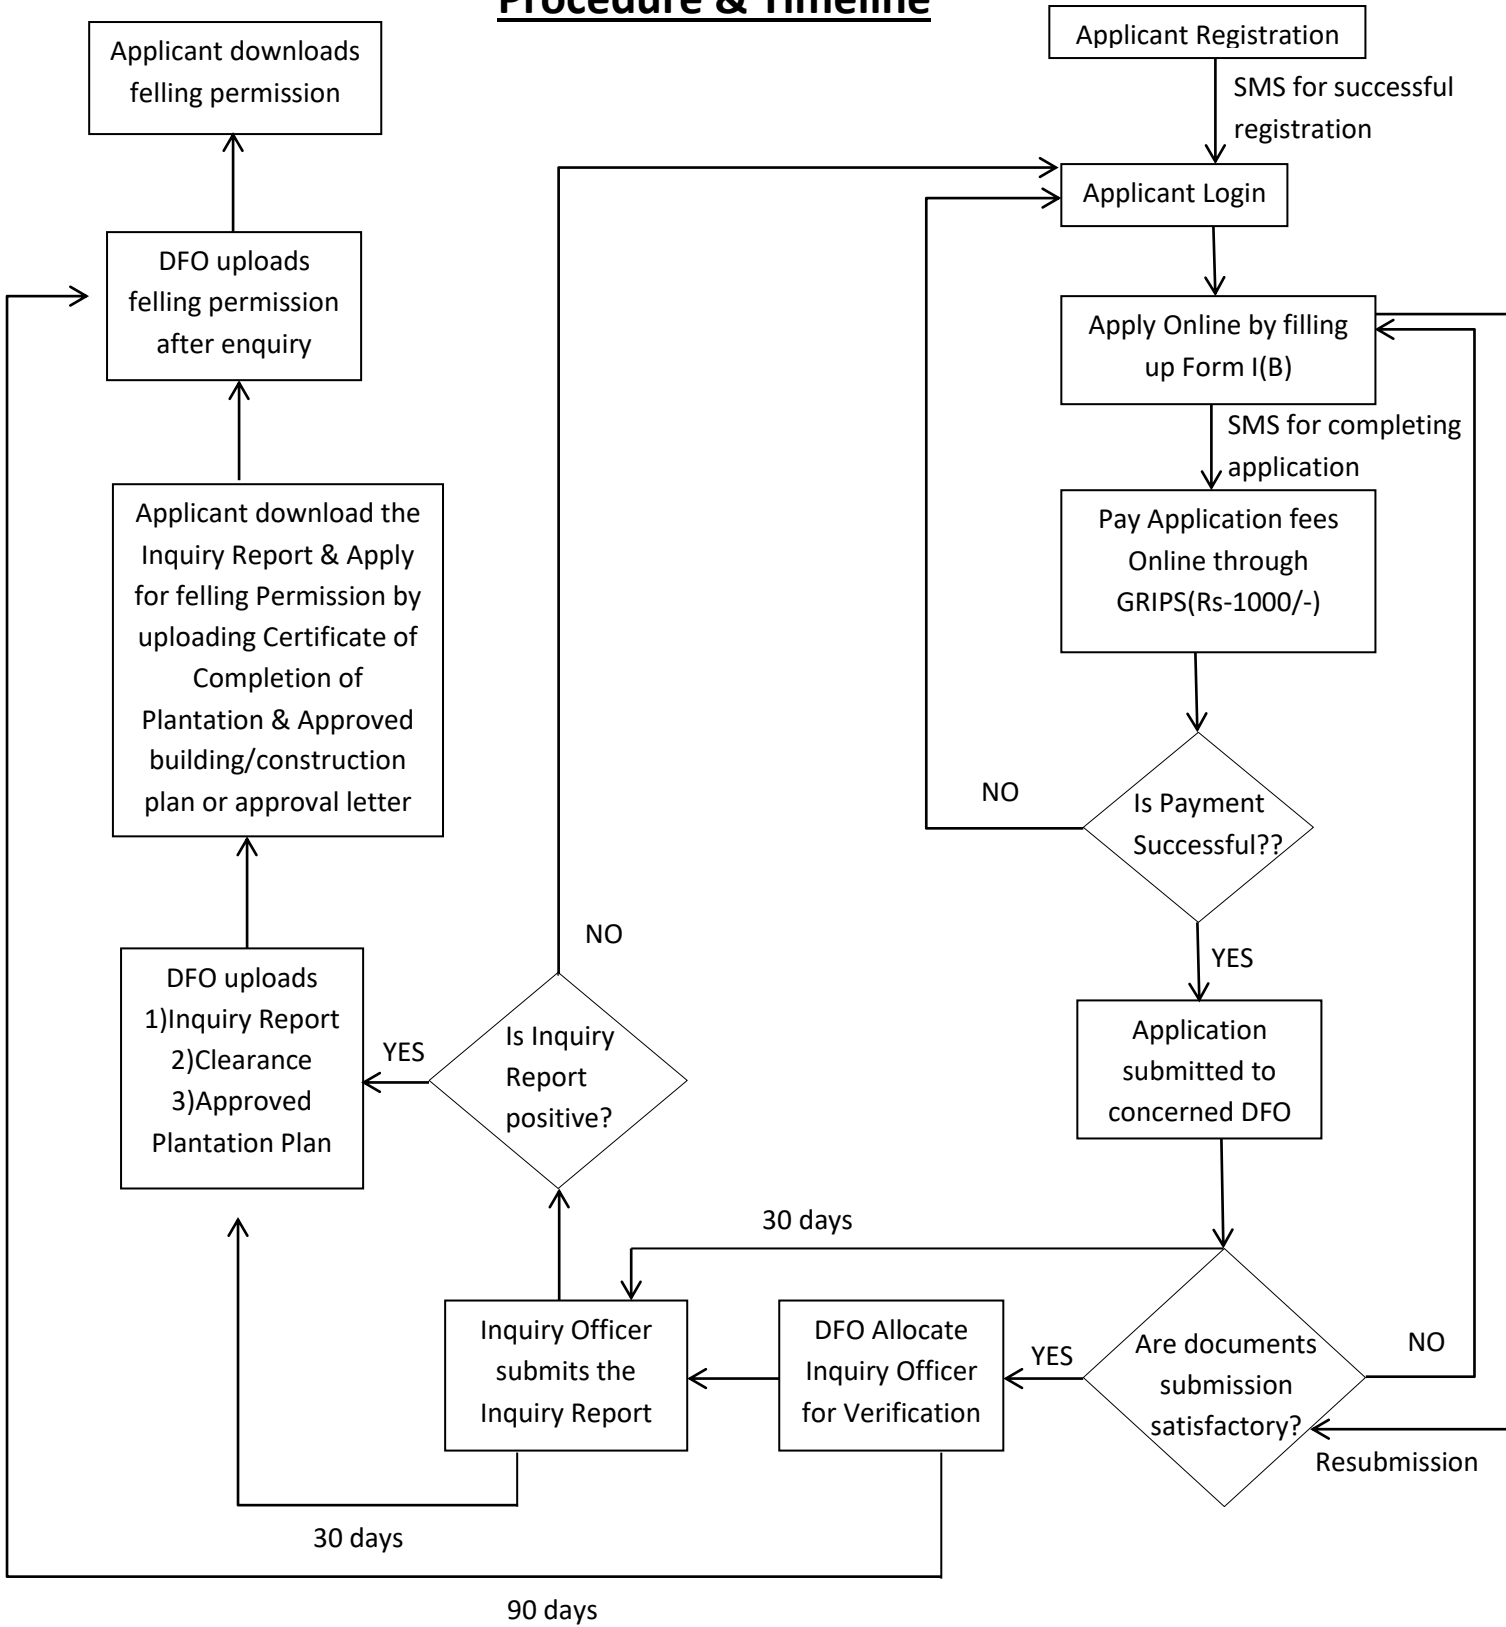 Procedure & Timeline
Applicant Registration
SMS for successful
registration
Applicant Login
Apply Online by filling
up Form I(B)
SMS for completing
application
Pay Application fees
Online through
GRIPS(Rs-1000/-)
Is Payment
Successful??
NO
YES
Application
submitted to
concerned DFO
Are documents
submission
satisfactory?
NO
Resubmission
YES
30 days
DFO Allocate
Inquiry Officer
for Verification
Inquiry Officer
submits the
Inquiry Report
Is Inquiry
Report
positive?
NO
YES
DFO uploads
1)Inquiry Report
2)Clearance
3)Approved
Plantation Plan
Applicant download the
Inquiry Report & Apply
for felling Permission by
uploading Certificate of
Completion of
Plantation & Approved
building/construction
plan or approval letter
DFO uploads
felling permission
after enquiry
Applicant downloads
felling permission
30 days
90 days